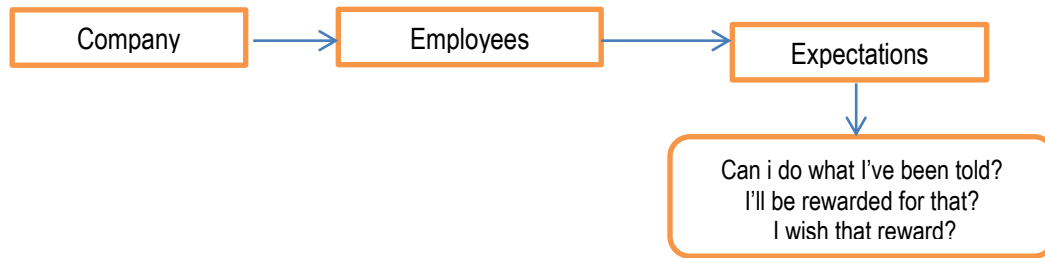 Company
Employees
Expectations
Can i do what I've been told?
I'll be rewarded for that?
I wish that reward?